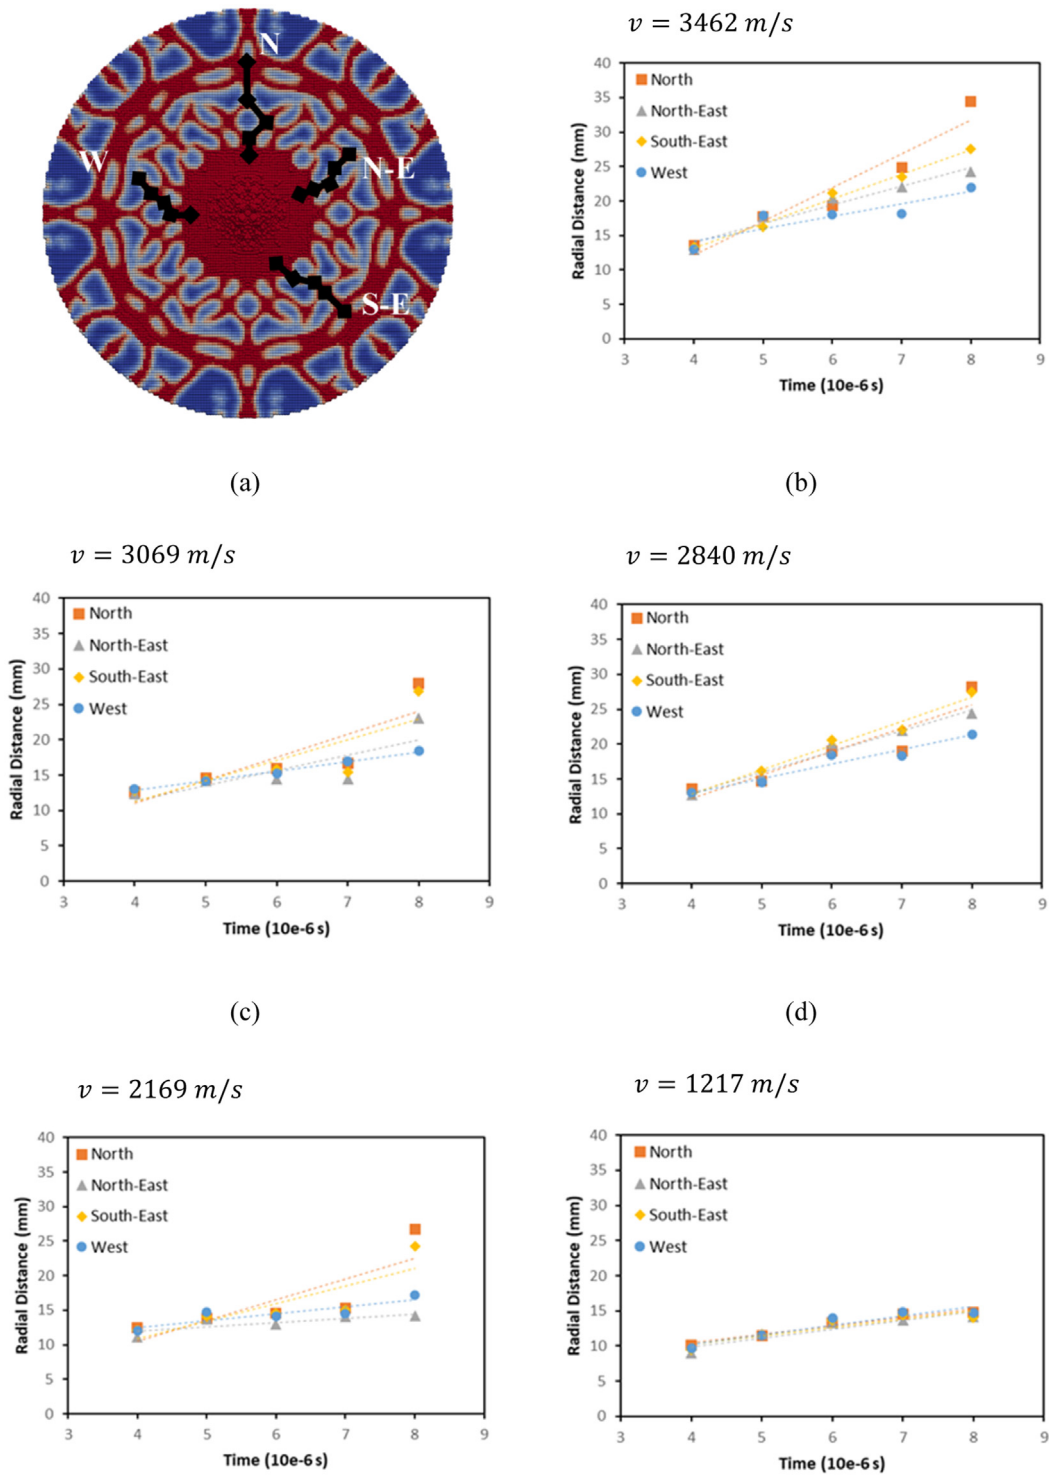 N
W
N-E
S-E
(a)
v = 3462 m/s
40
35
30
25
20
15
10
5
0
North
North-East
South-East
West
Radial Distance (mm)
3 4 5 6 7 8 9
Time (10e-6 s)
(b)
v = 3069 m/s
40
35
30
25
20
15
10
5
0
North
North-East
South-East
West
Radial Distance (mm)
3 4 5 6 7 8 9
Time (10e-6 s)
(c)
v = 2840 m/s
40
35
30
25
20
15
10
5
0
North
North-East
South-East
West
Radial Distance (mm)
3 4 5 6 7 8 9
Time (10e-6 s)
(d)
v = 2169 m/s
40
35
30
25
20
15
10
5
0
North
North-East
South-East
West
Radial Distance (mm)
3 4 5 6 7 8 9
Time (10e-6 s)
v = 1217 m/s
40
35
30
25
20
15
10
5
0
North
North-East
South-East
West
Radial Distance (mm)
3 4 5 6 7 8 9
Time (10e-6 s)